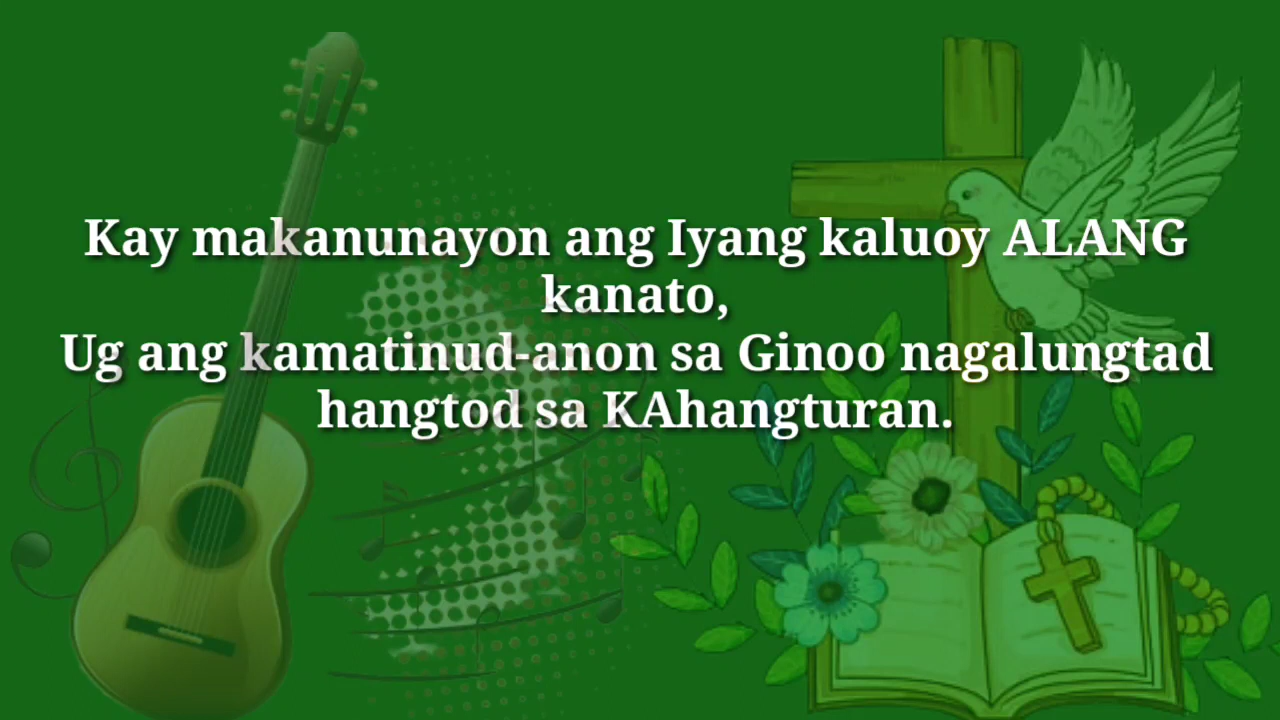 Kay makanunayon ang Iyang kaluoy ALANG
kanato,
Ug ang kamatinud-anon sa Ginoo nagalungtad
hangtod sa KAhangturan.